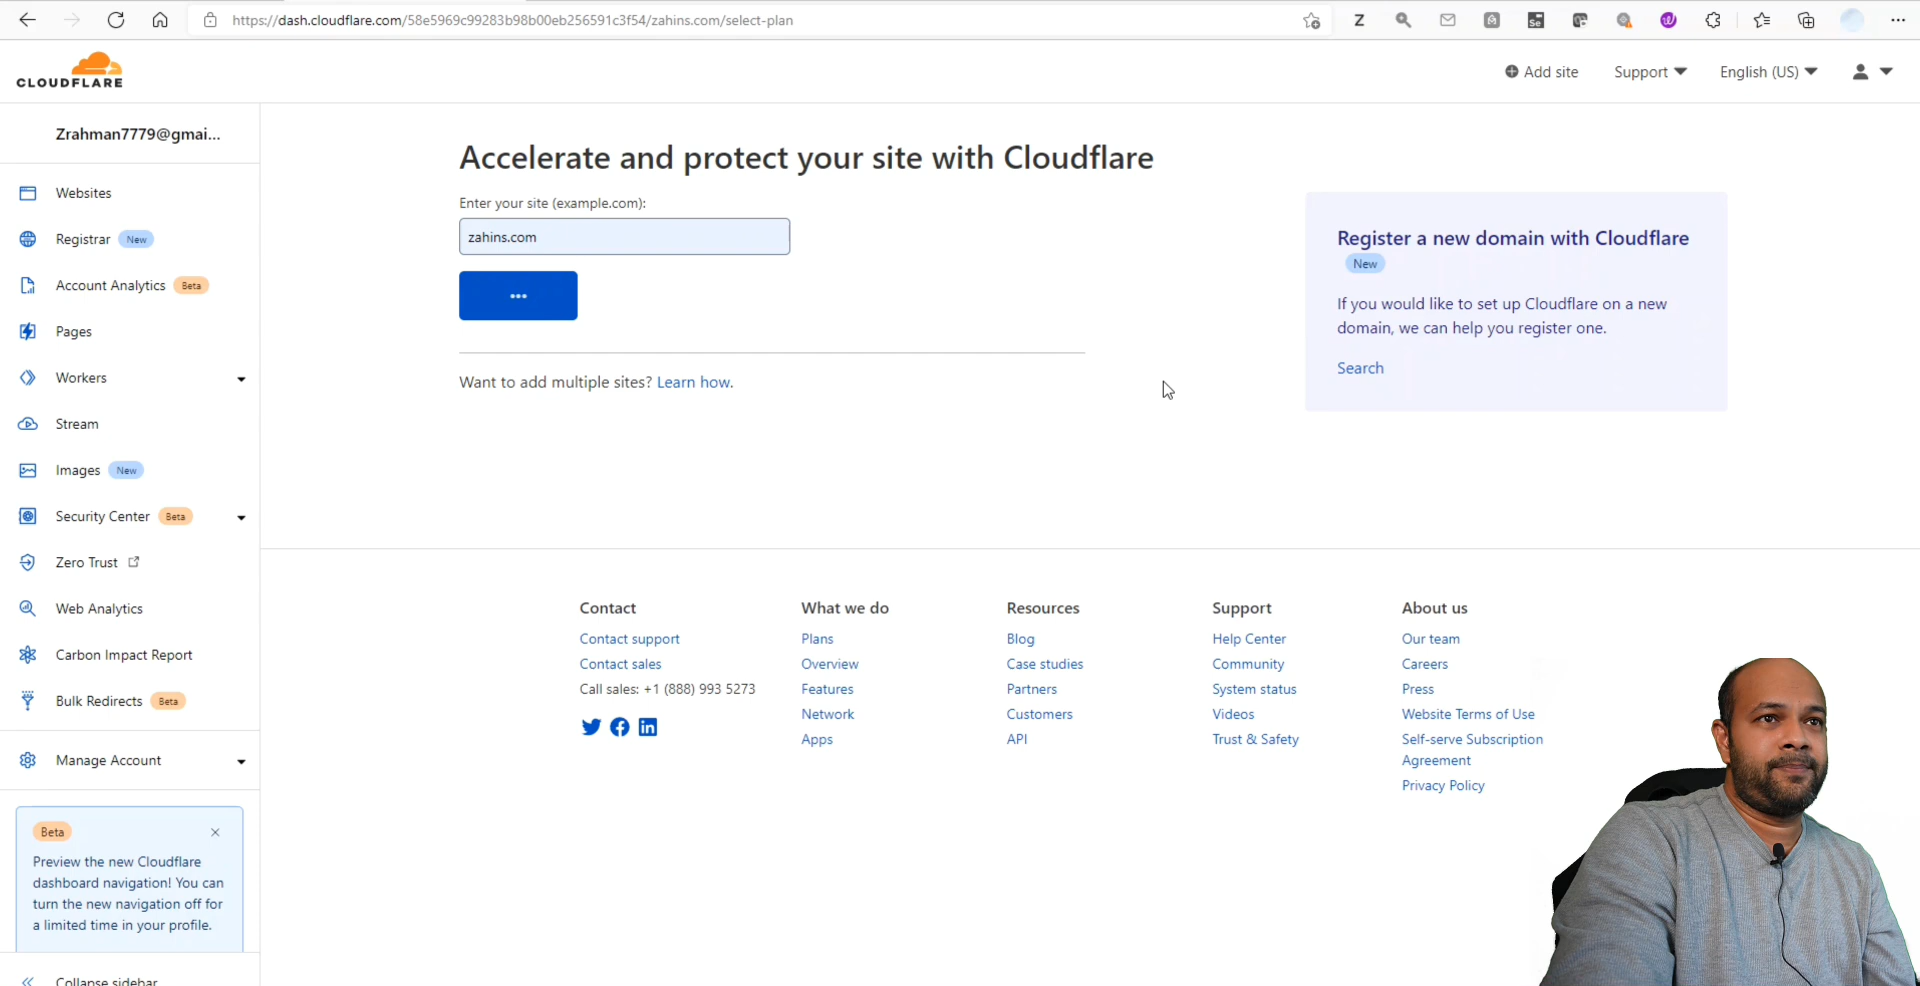 https://dash.cloudflare.com/58e5969c99283b98b00eb256591c3f54/zahins.com/select-plan
Z
Se
CLOUDFLARE
Add site
Support
English (US)
Zrahman7779@gmai...
Websites
Registrar New
Account Analytics Beta
Pages
Workers
Stream
Images New
Security Center Beta
Zero Trust
Web Analytics
Carbon Impact Report
Bulk Redirects Beta
Manage Account
Beta
Preview the new Cloudflare
dashboard navigation! You can
turn the new navigation off for
a limited time in your profile.
Collapse sidebar
Accelerate and protect your site with Cloudflare
Enter your site (example.com):
zahins.com
•••
Want to add multiple sites? Learn how.
Register a new domain with Cloudflare
New
If you would like to set up Cloudflare on a new
domain, we can help you register one.
Search
Contact
Contact support
Contact sales
Call sales: +1 (888) 993 5273
What we do
Plans
Overview
Features
Network
Apps
Resources
Blog
Case studies
Partners
Customers
API
Support
Help Center
Community
System status
Videos
Trust & Safety
About us
Our team
Careers
Press
Website Terms of Use
Self-serve Subscription
Agreement
Privacy Policy